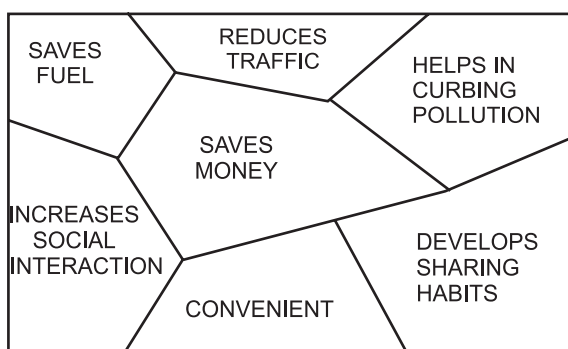 SAVES
FUEL
REDUCES
TRAFFIC
HELPS IN
CURBING
POLLUTION
SAVES
MONEY
INCREASES
SOCIAL
INTERACTION
CONVENIENT
DEVELOPS
SHARING
HABITS